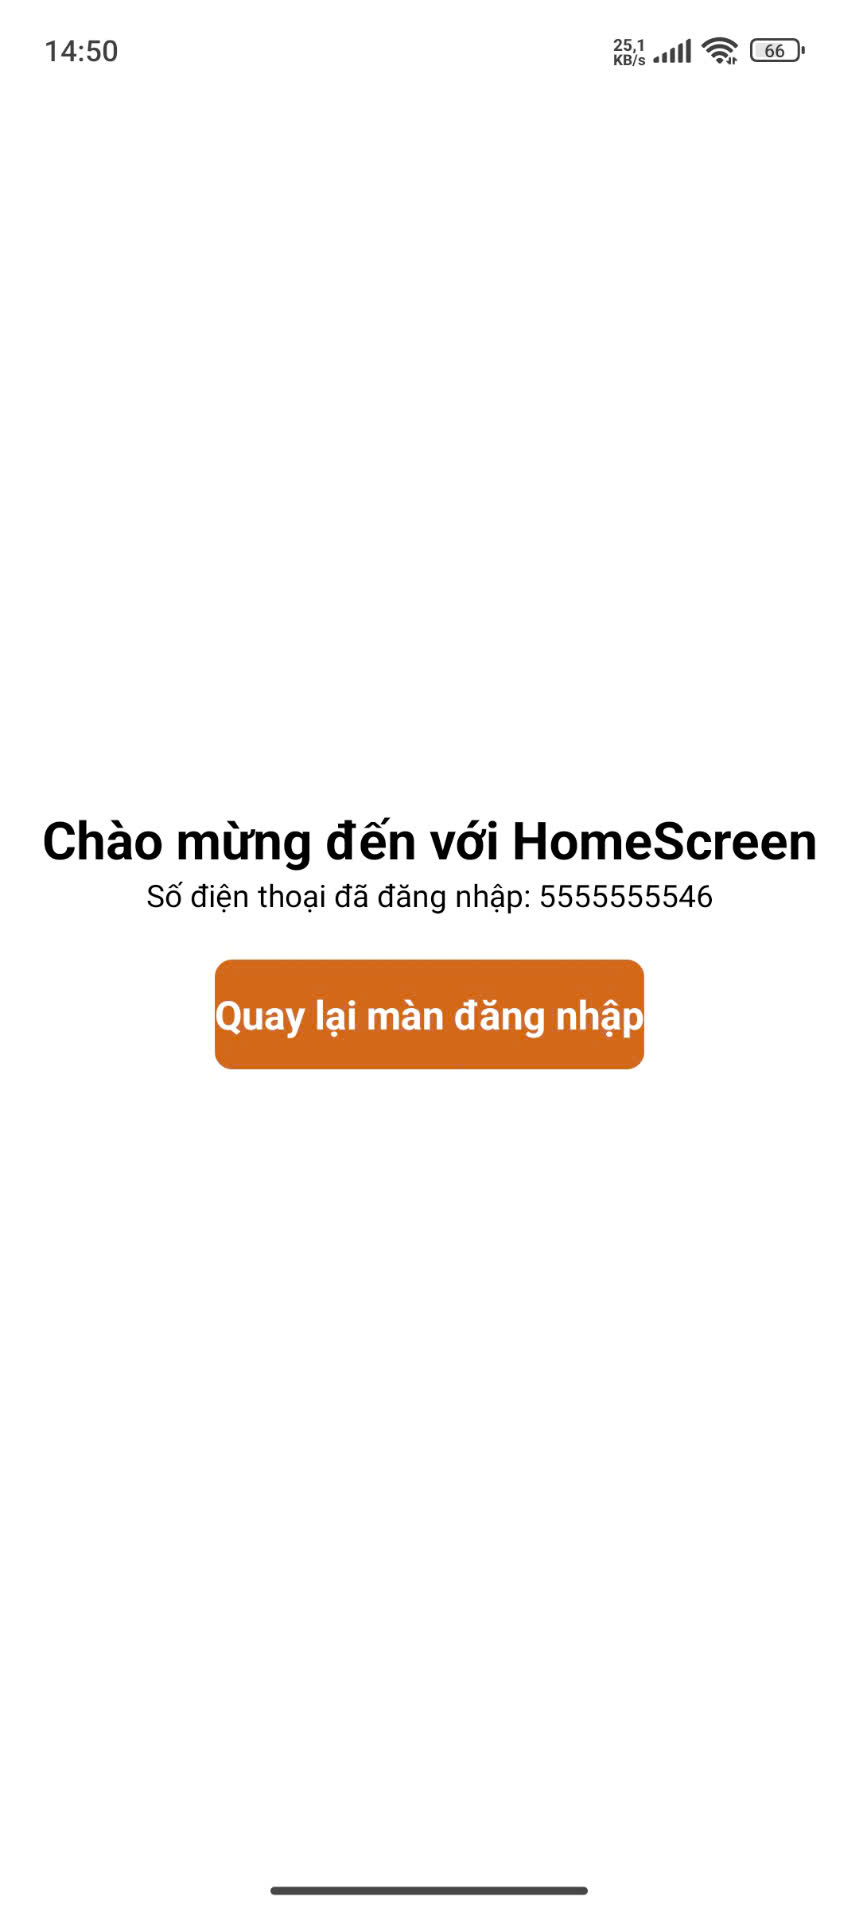 14:50
25,1
KB/s
66
Chào mừng đến với HomeScreen
Số điện thoại đã đăng nhập: 5555555546
Quay lại màn đăng nhập